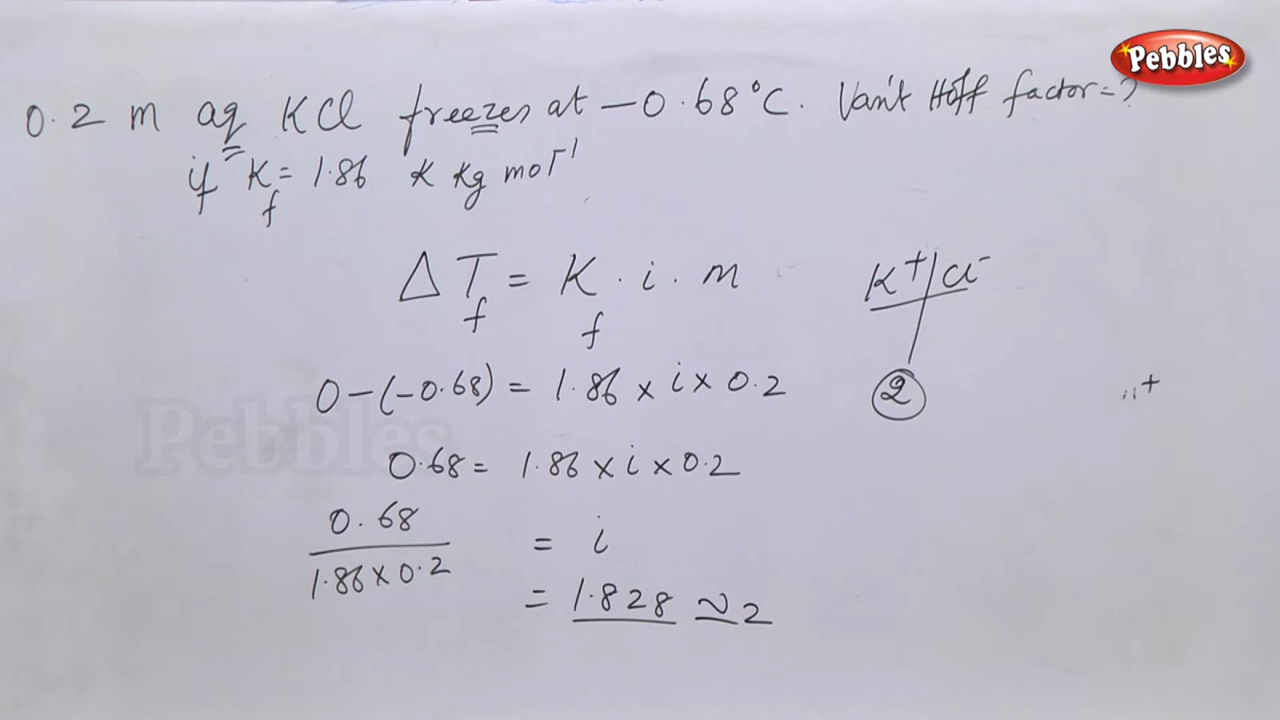 Pebbles
0.2 m aq KCl freezes at -0.68°C. Van't Hoff factor = ?
if Kf = 1.86 K Kg mol⁻¹
ΔTf = Kf . i . m
K⁺/Cl⁻
0-(-0.68) = 1.86 × i × 0.2
2
+
Pebbles
0.68 = 1.86 × i × 0.2
0.68
1.86 × 0.2
= i
= 1.828 ≈ 2